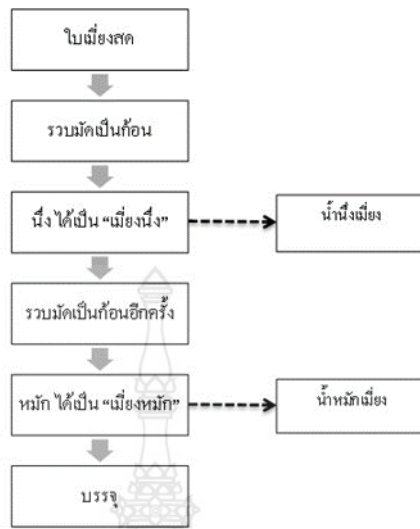 ใบเมี่ยงสด
รวบมัดเป็นก้อน
นึ่ง ได้เป็น “เมี่ยงนึ่ง”
น้ำนึ่งเมี่ยง
รวบมัดเป็นก้อนอีกครั้ง
หมัก ได้เป็น “เมี่ยงหมัก”
น้ำหมักเมี่ยง
บรรจุ